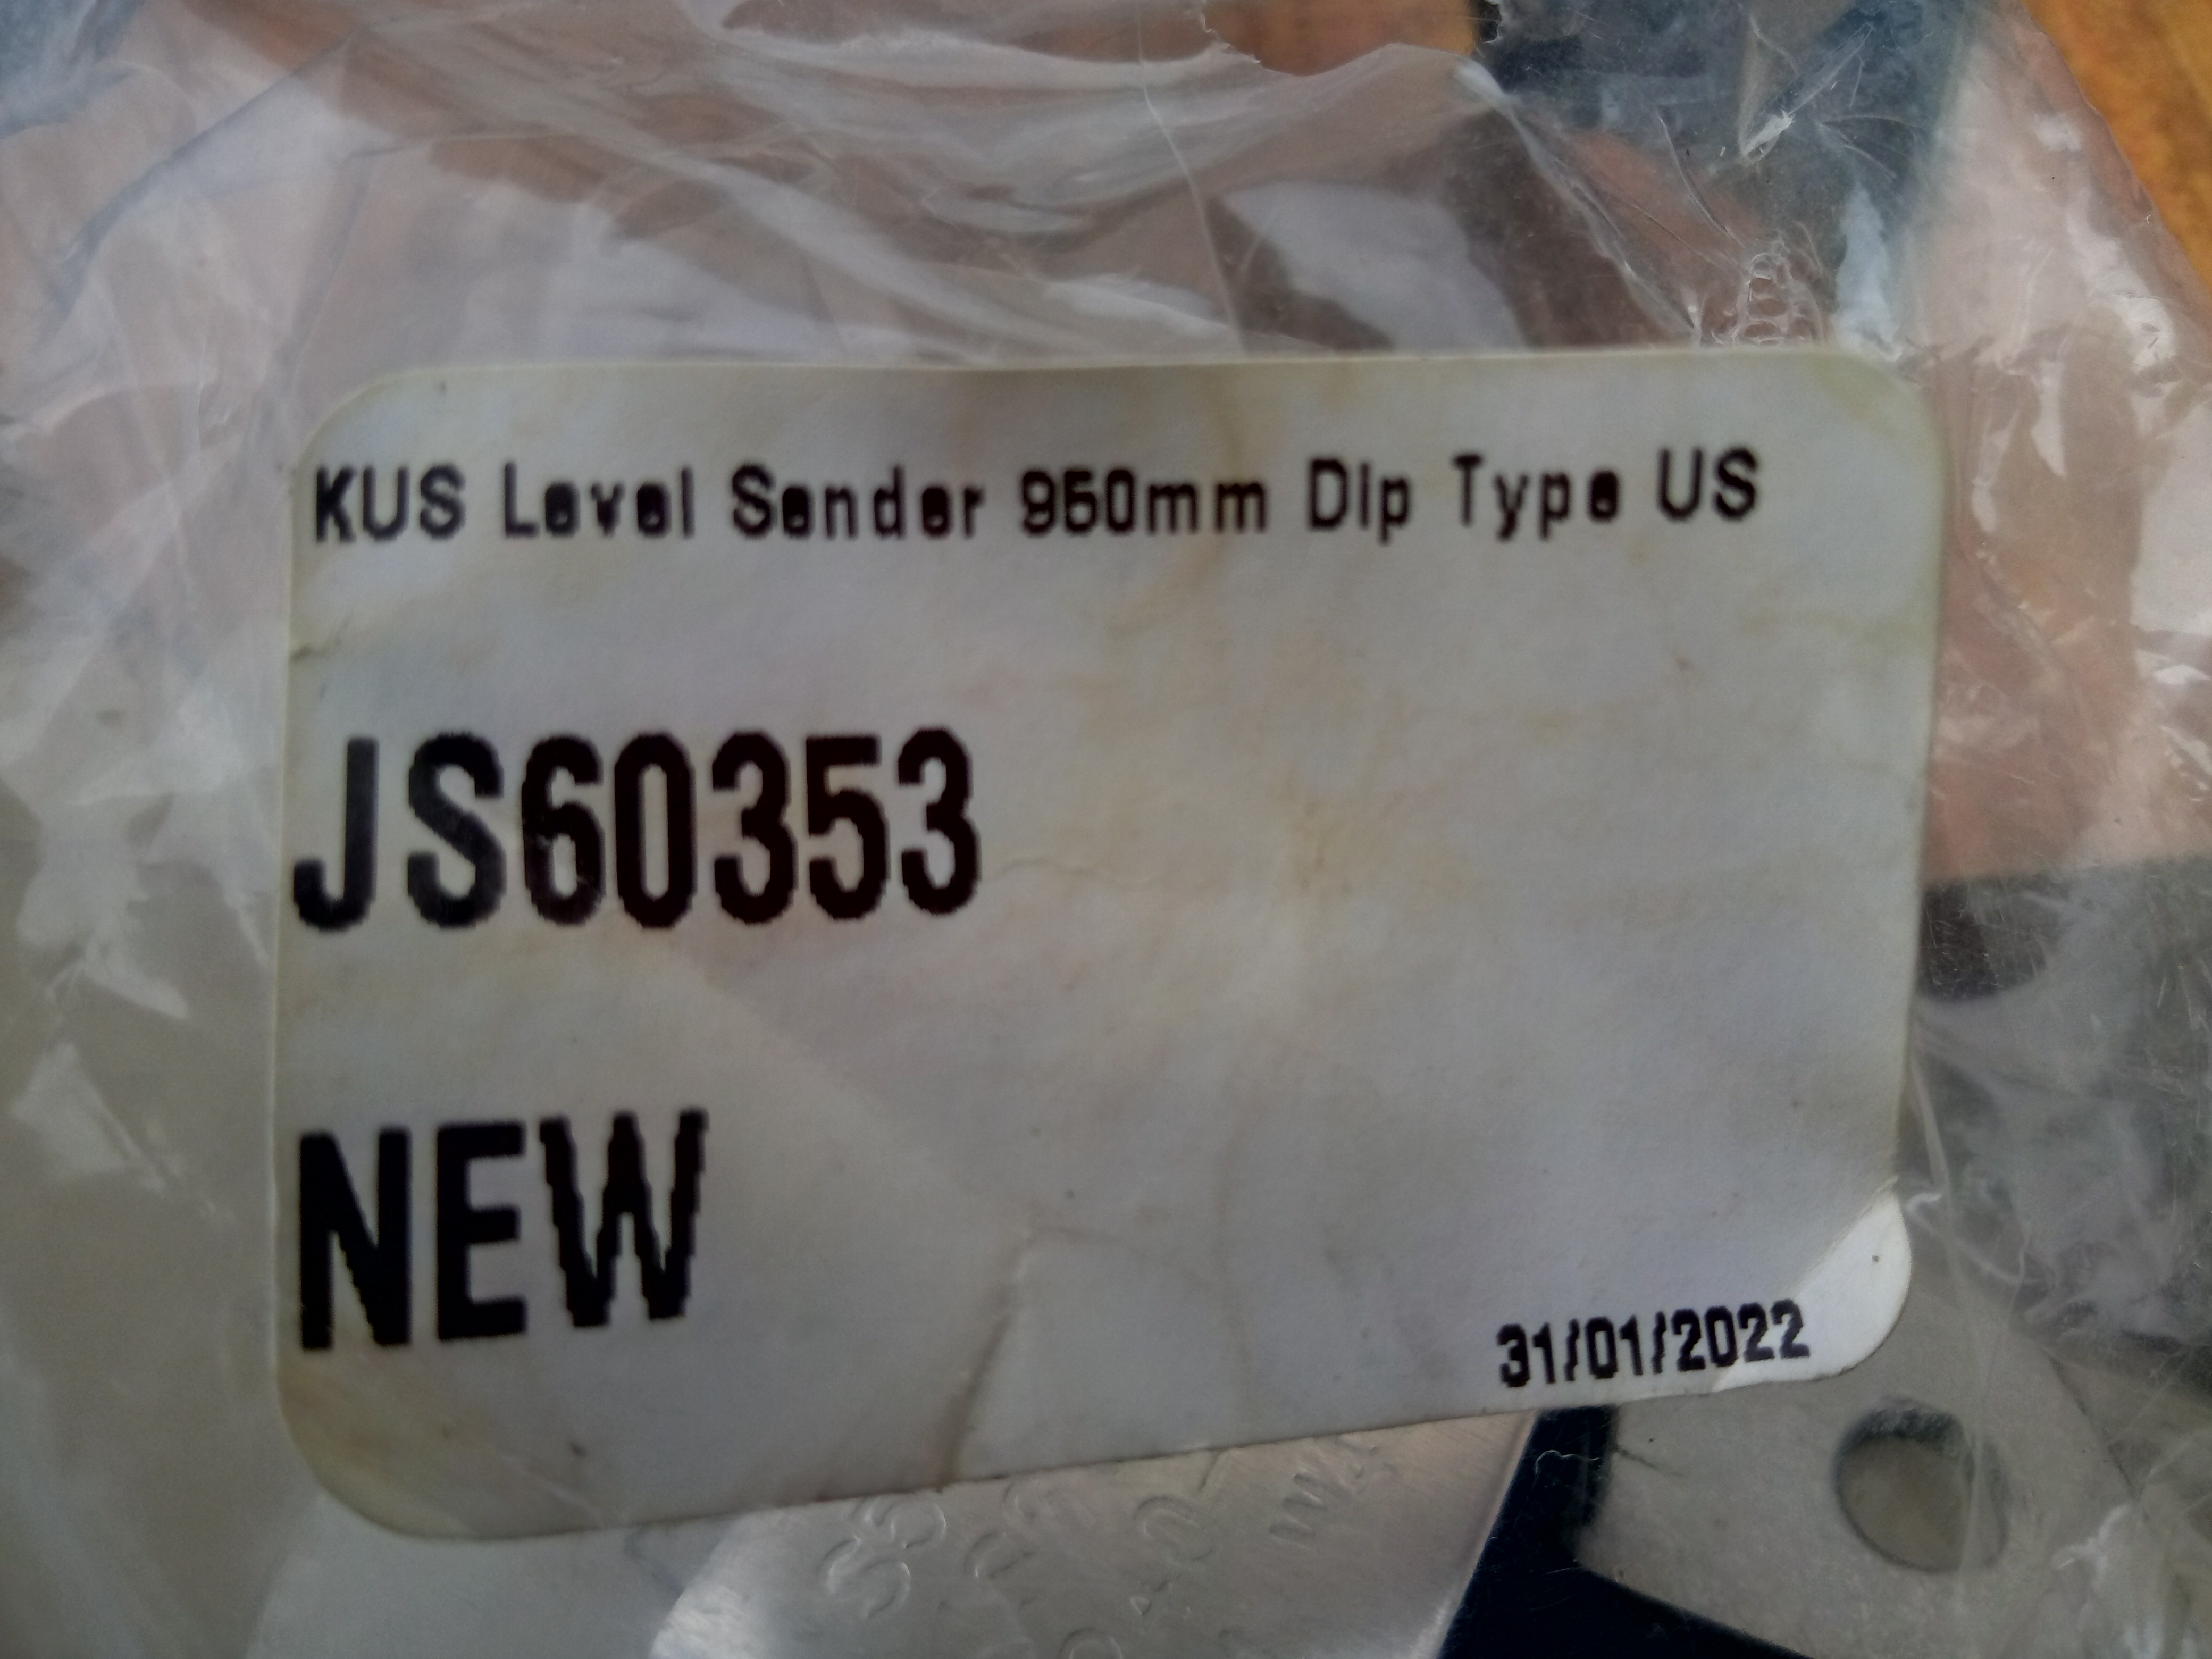 KUS Level Sender 950mm Dip Type US
JS60353
NEW
31/01/2022